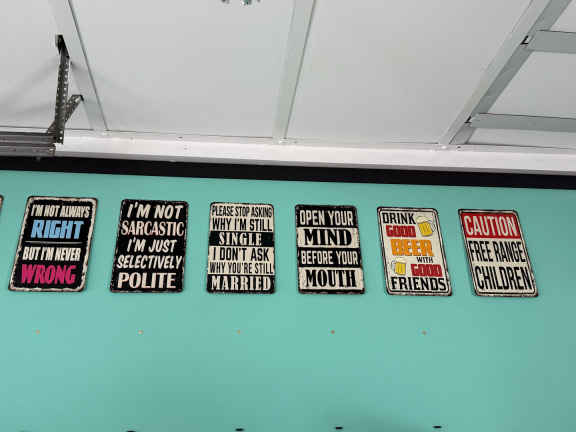 I'M NOT ALWAYS
RIGHT
BUT I'M NEVER
WRONG
I'M NOT
SARCASTIC
I'M JUST
SELECTIVELY
POLITE
PLEASE STOP ASKING
WHY I'M STILL
SINGLE
I DON'T ASK
WHY YOU'RE STILL
MARRIED
OPEN YOUR
MIND
BEFORE YOUR
MOUTH
DRINK
GOOD
BEER
WITH
GOOD
FRIENDS
CAUTION
FREE RANGE
CHILDREN